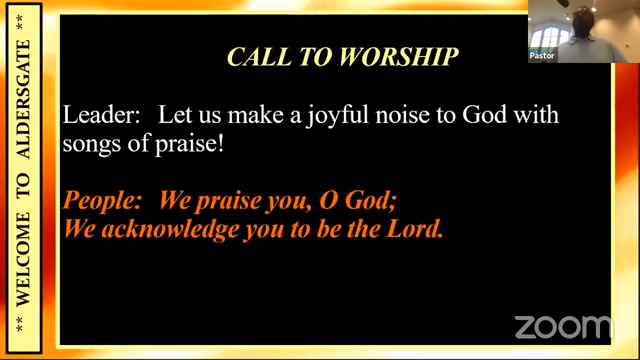 ** WELCOME TO ALDERSGATE **
CALL TO WORSHIP
Leader: Let us make a joyful noise to God with
songs of praise!
People: We praise you, O God;
We acknowledge you to be the Lord.
Pastor
zoom